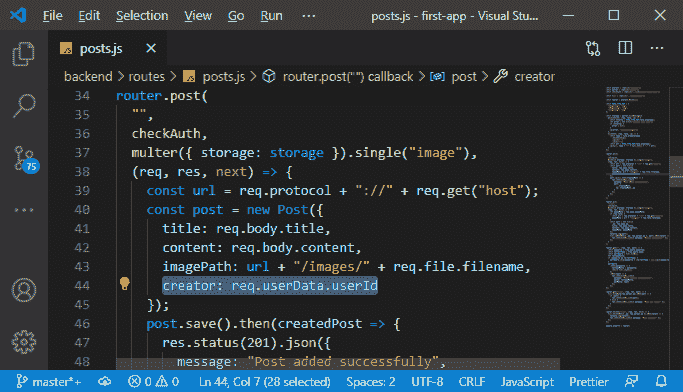 File Edit Selection View Go Run ··· posts.js - first-app - Visual Stu...
posts.js
backend > routes > posts.js > router.post("") callback > post > creator
34 router.post(
35 "",
36 checkAuth,
37 multer({ storage: storage }).single("image"),
38 (req, res, next) => {
39 const url = req.protocol + "://" + req.get("host");
40 const post = new Post({
41 title: req.body.title,
42 content: req.body.content,
43 imagePath: url + "/images/" + req.file.filename,
44 creator: req.userData.userId
45 });
46 post.save().then(createdPost => {
47 res.status(201).json({
48 message: "Post added successfully",
75
master*+ 0 0 Ln 44, Col 7 (28 selected) Spaces: 2 UTF-8 CRLF JavaScript Prettier